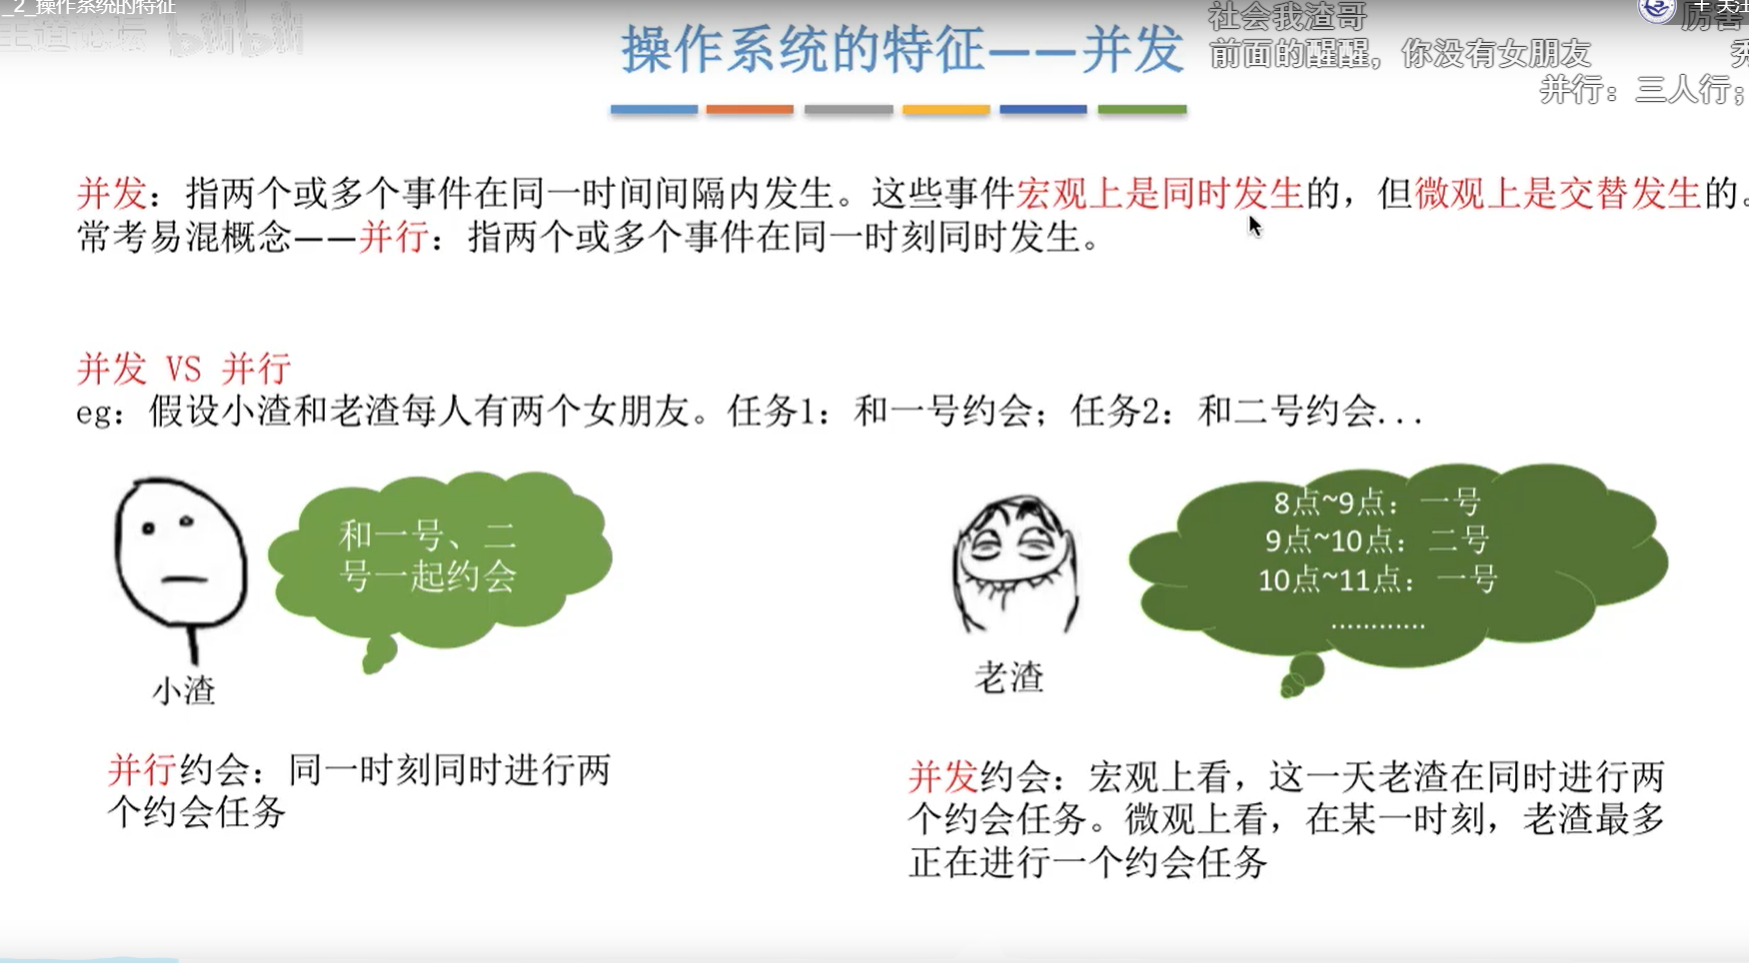 _2_操作系统的特征
王道论坛 bilibili
社会我渣哥
操作系统的特征——并发
前面的醒醒，你没有女朋友
并行：三人行；
+ 关注
并发：指两个或多个事件在同一时间间隔内发生。这些事件宏观上是同时发生的，但微观上是交替发生的。
常考易混概念——并行：指两个或多个事件在同一时刻同时发生。
并发 VS 并行
eg：假设小渣和老渣每人有两个女朋友。任务1：和一号约会；任务2：和二号约会...
和一号、二
号一起约会
小渣
8点~9点：一号
9点~10点：二号
10点~11点：一号
…………
老渣
并行约会：同一时刻同时进行两
个约会任务
并发约会：宏观上看，这一天老渣在同时进行两
个约会任务。微观上看，在某一时刻，老渣最多
正在进行一个约会任务